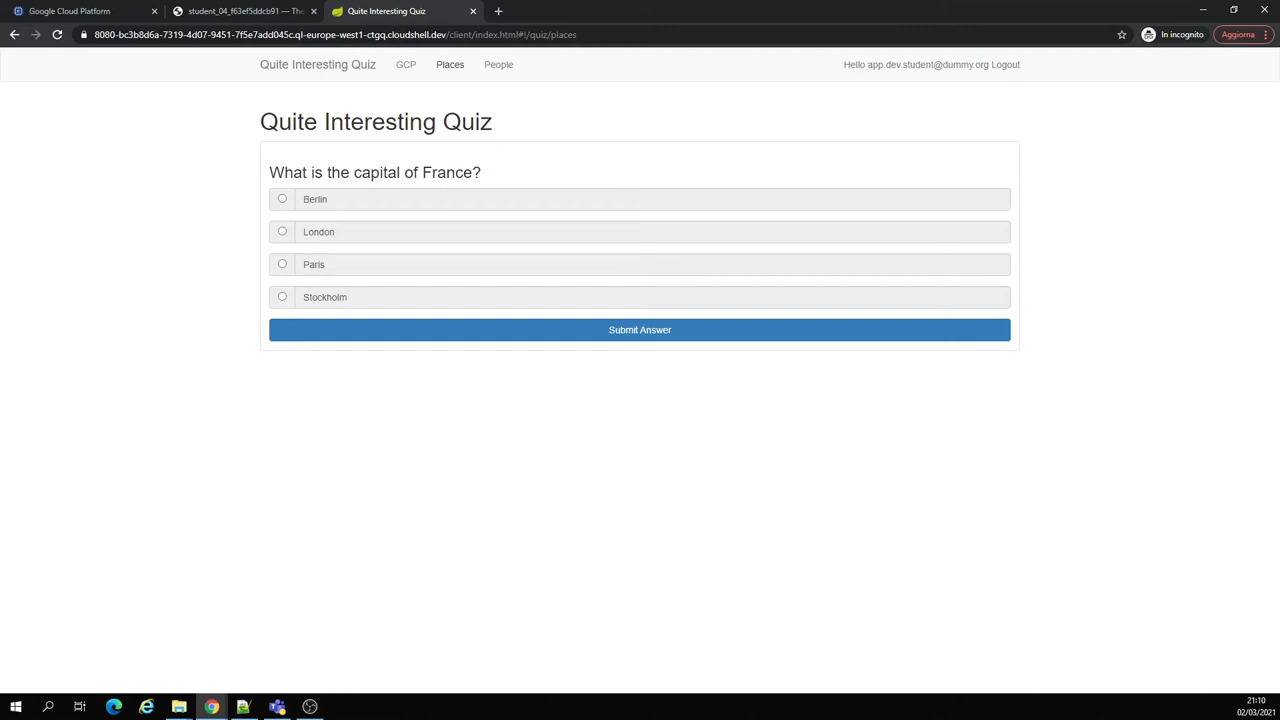 Google Cloud Platform
student_04_f63ef5ddcb91 — The
Quite Interesting Quiz
8080-bc3b8d6a-7319-4d07-9451-7f5e7add045c.ql-europe-west1-ctgq.cloudshell.dev/client/index.html#!/quiz/places
In incognito
Aggiorna
Quite Interesting Quiz GCP Places People Hello app.dev.student@dummy.org Logout
Quite Interesting Quiz
What is the capital of France?
Berlin
London
Paris
Stockholm
Submit Answer
21:10
02/03/2021